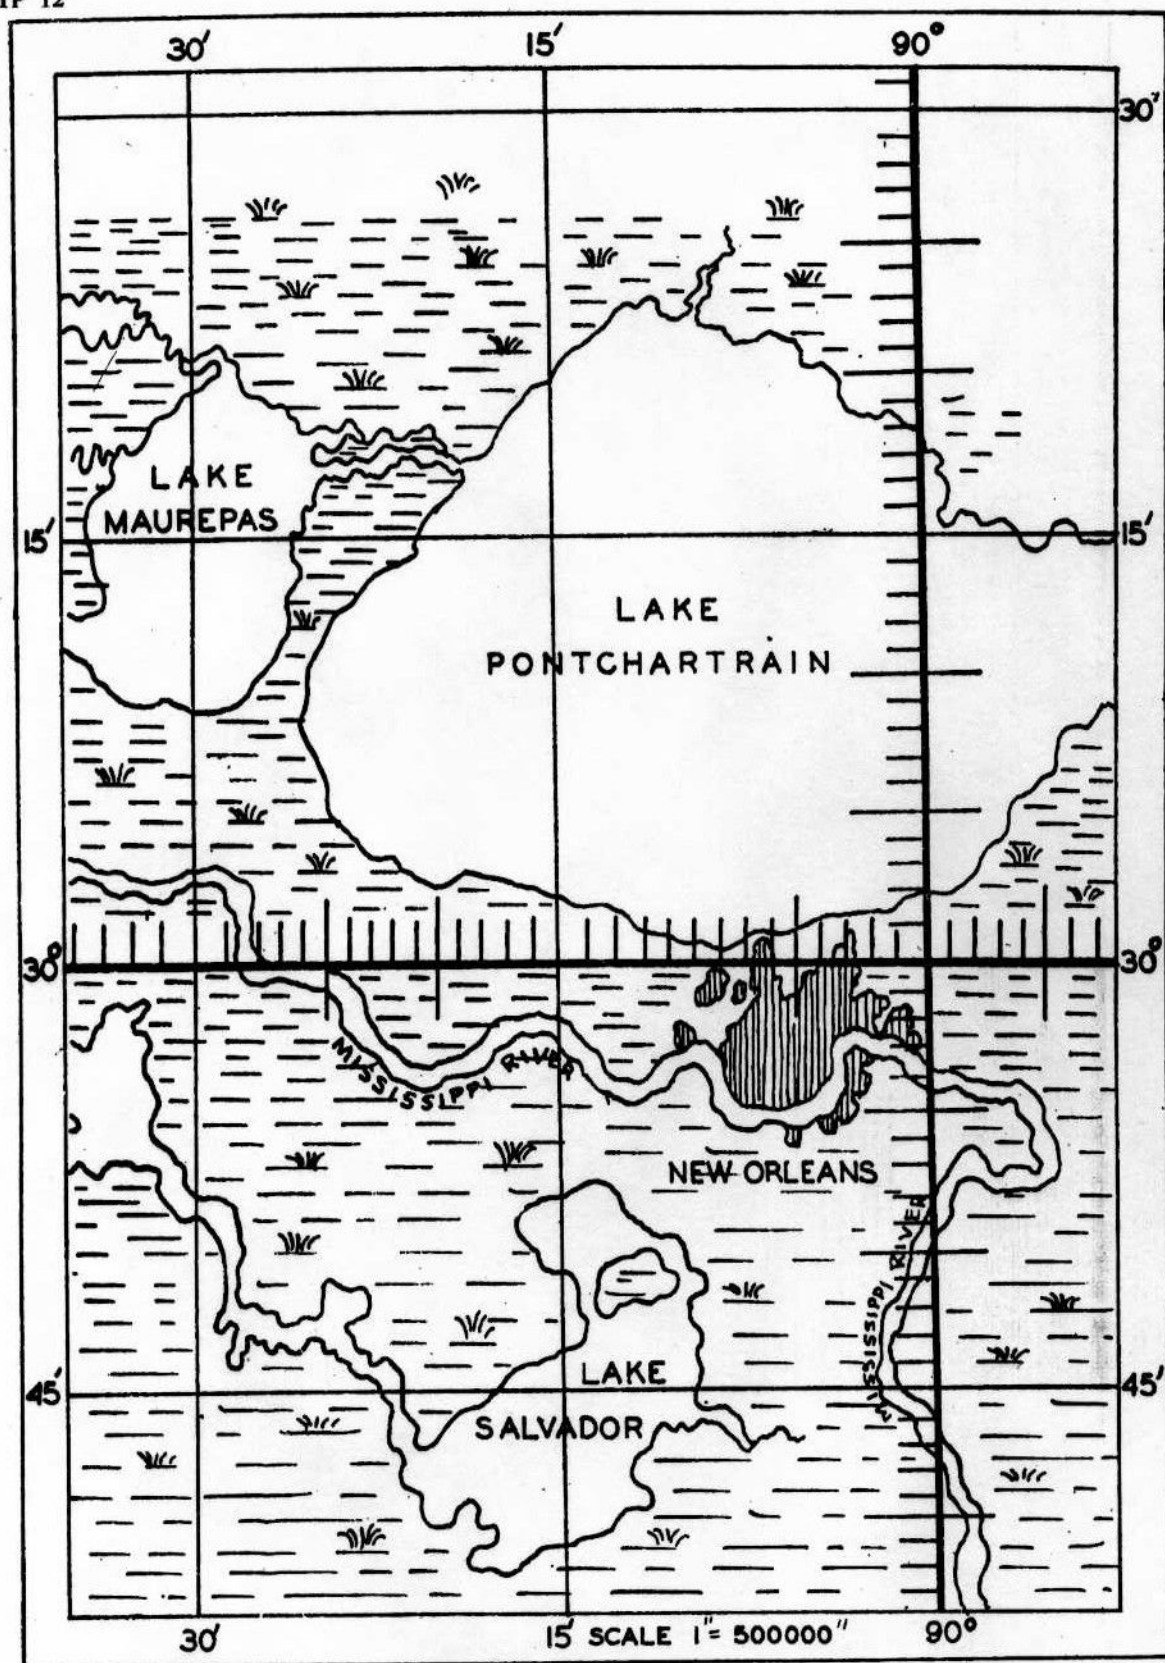 30' 15' 90°
30'
LAKE
MAUREPAS
15' 15'
LAKE
PONTCHARTRAIN
30° 30°
MISSISSIPPI RIVER
NEW ORLEANS
MISSISSIPPI RIVER
45' 45'
LAKE
SALVADOR
30' 15' SCALE 1"= 500000" 90°